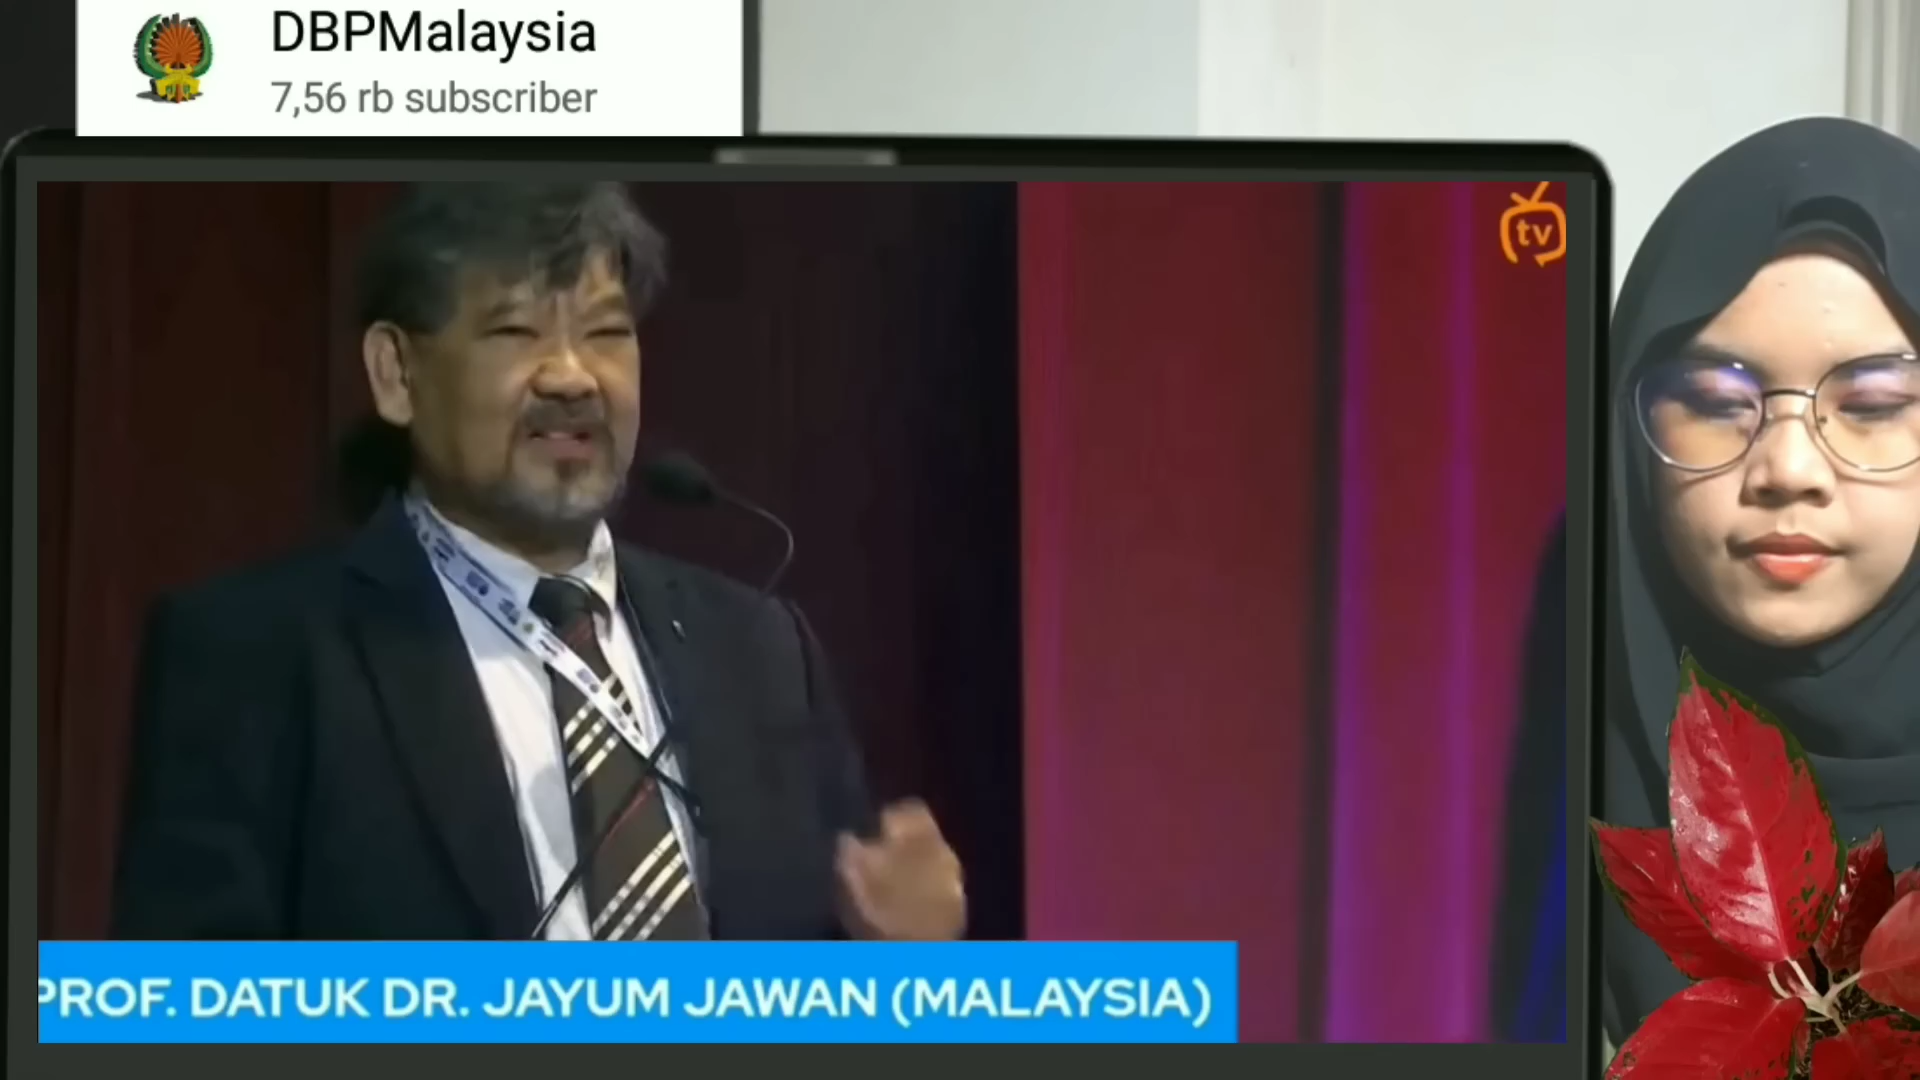 DBPMalaysia
7,56 rb subscriber
tv
PROF. DATUK DR. JAYUM JAWAN (MALAYSIA)